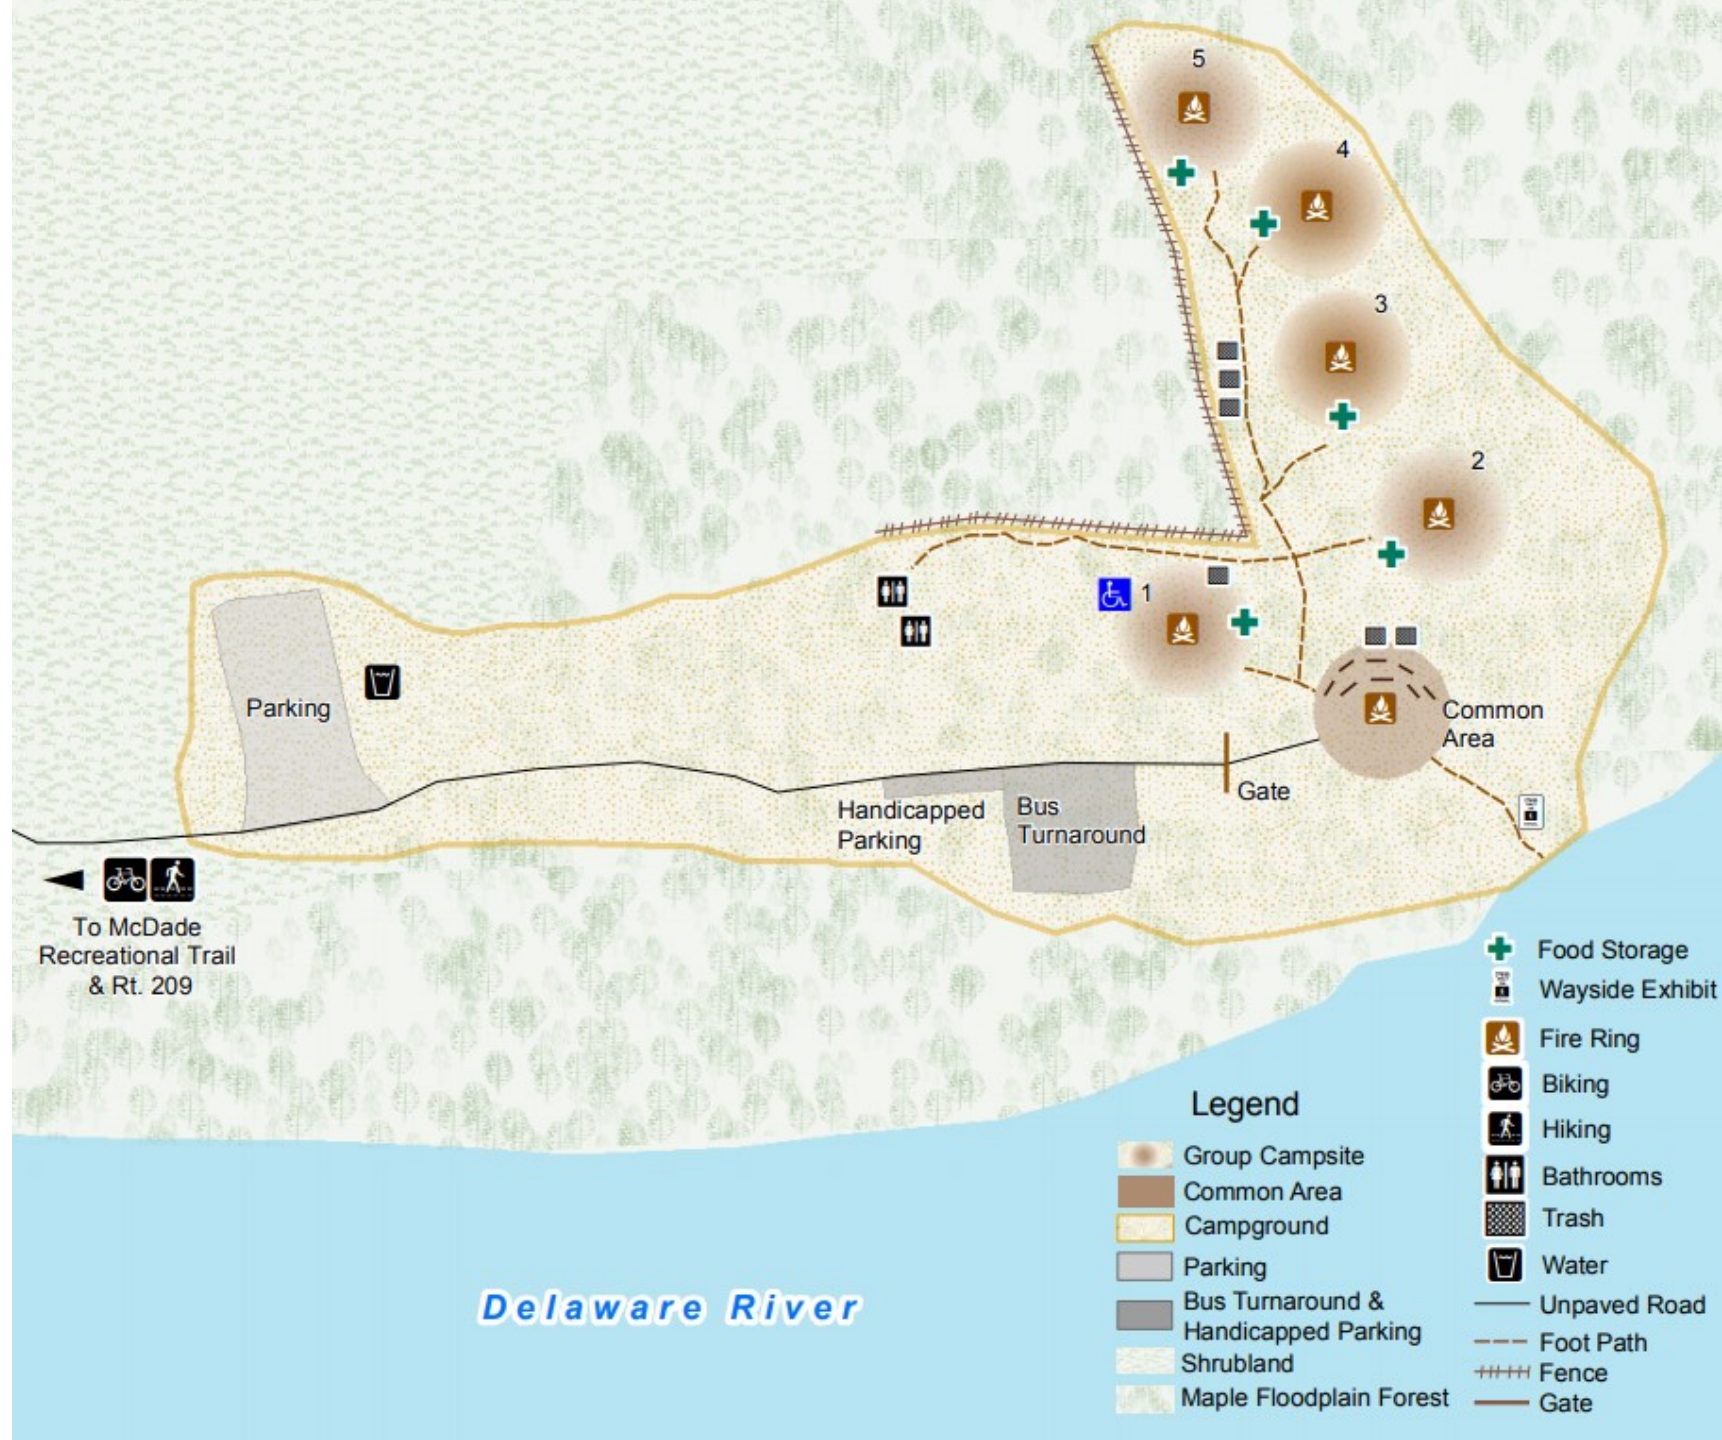 5
4
3
2
1
Parking
Common
Area
Gate
Handicapped
Parking
Bus
Turnaround
To McDade
Recreational Trail
& Rt. 209
Delaware River
Legend
Group Campsite
Common Area
Campground
Parking
Bus Turnaround &
Handicapped Parking
Shrubland
Maple Floodplain Forest
Food Storage
Wayside Exhibit
Fire Ring
Biking
Hiking
Bathrooms
Trash
Water
Unpaved Road
Foot Path
Fence
Gate